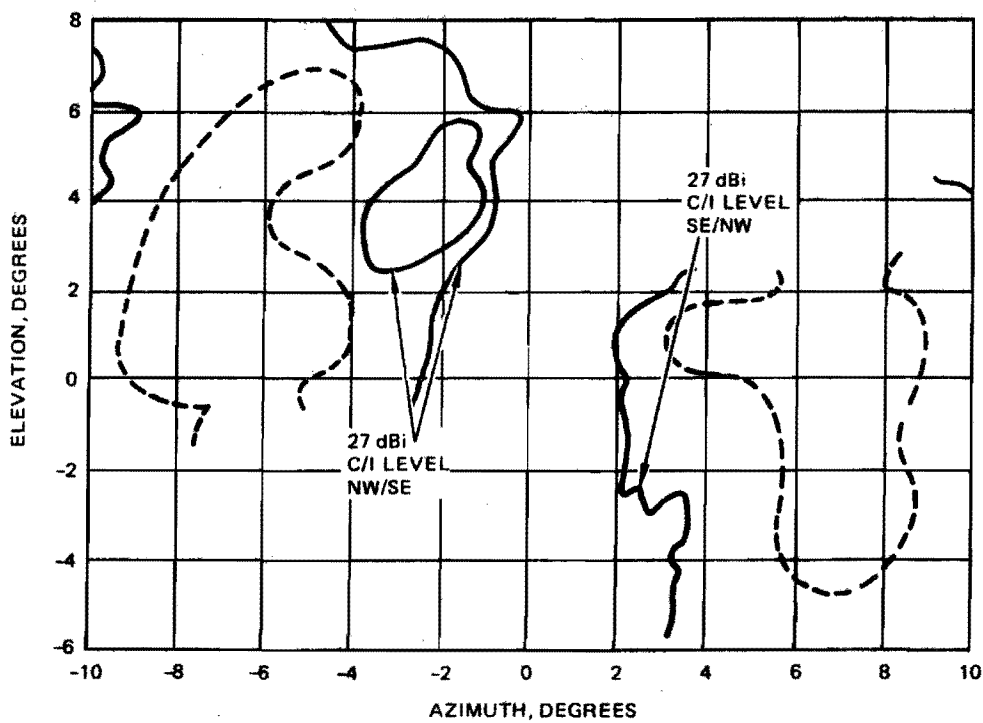 8
6
4
2
0
-2
-4
-6
ELEVATION, DEGREES
27 dBi
C/I LEVEL
SE/NW
27 dBi
C/I LEVEL
NW/SE
-10 -8 -6 -4 -2 0 2 4 6 8 10
AZIMUTH, DEGREES